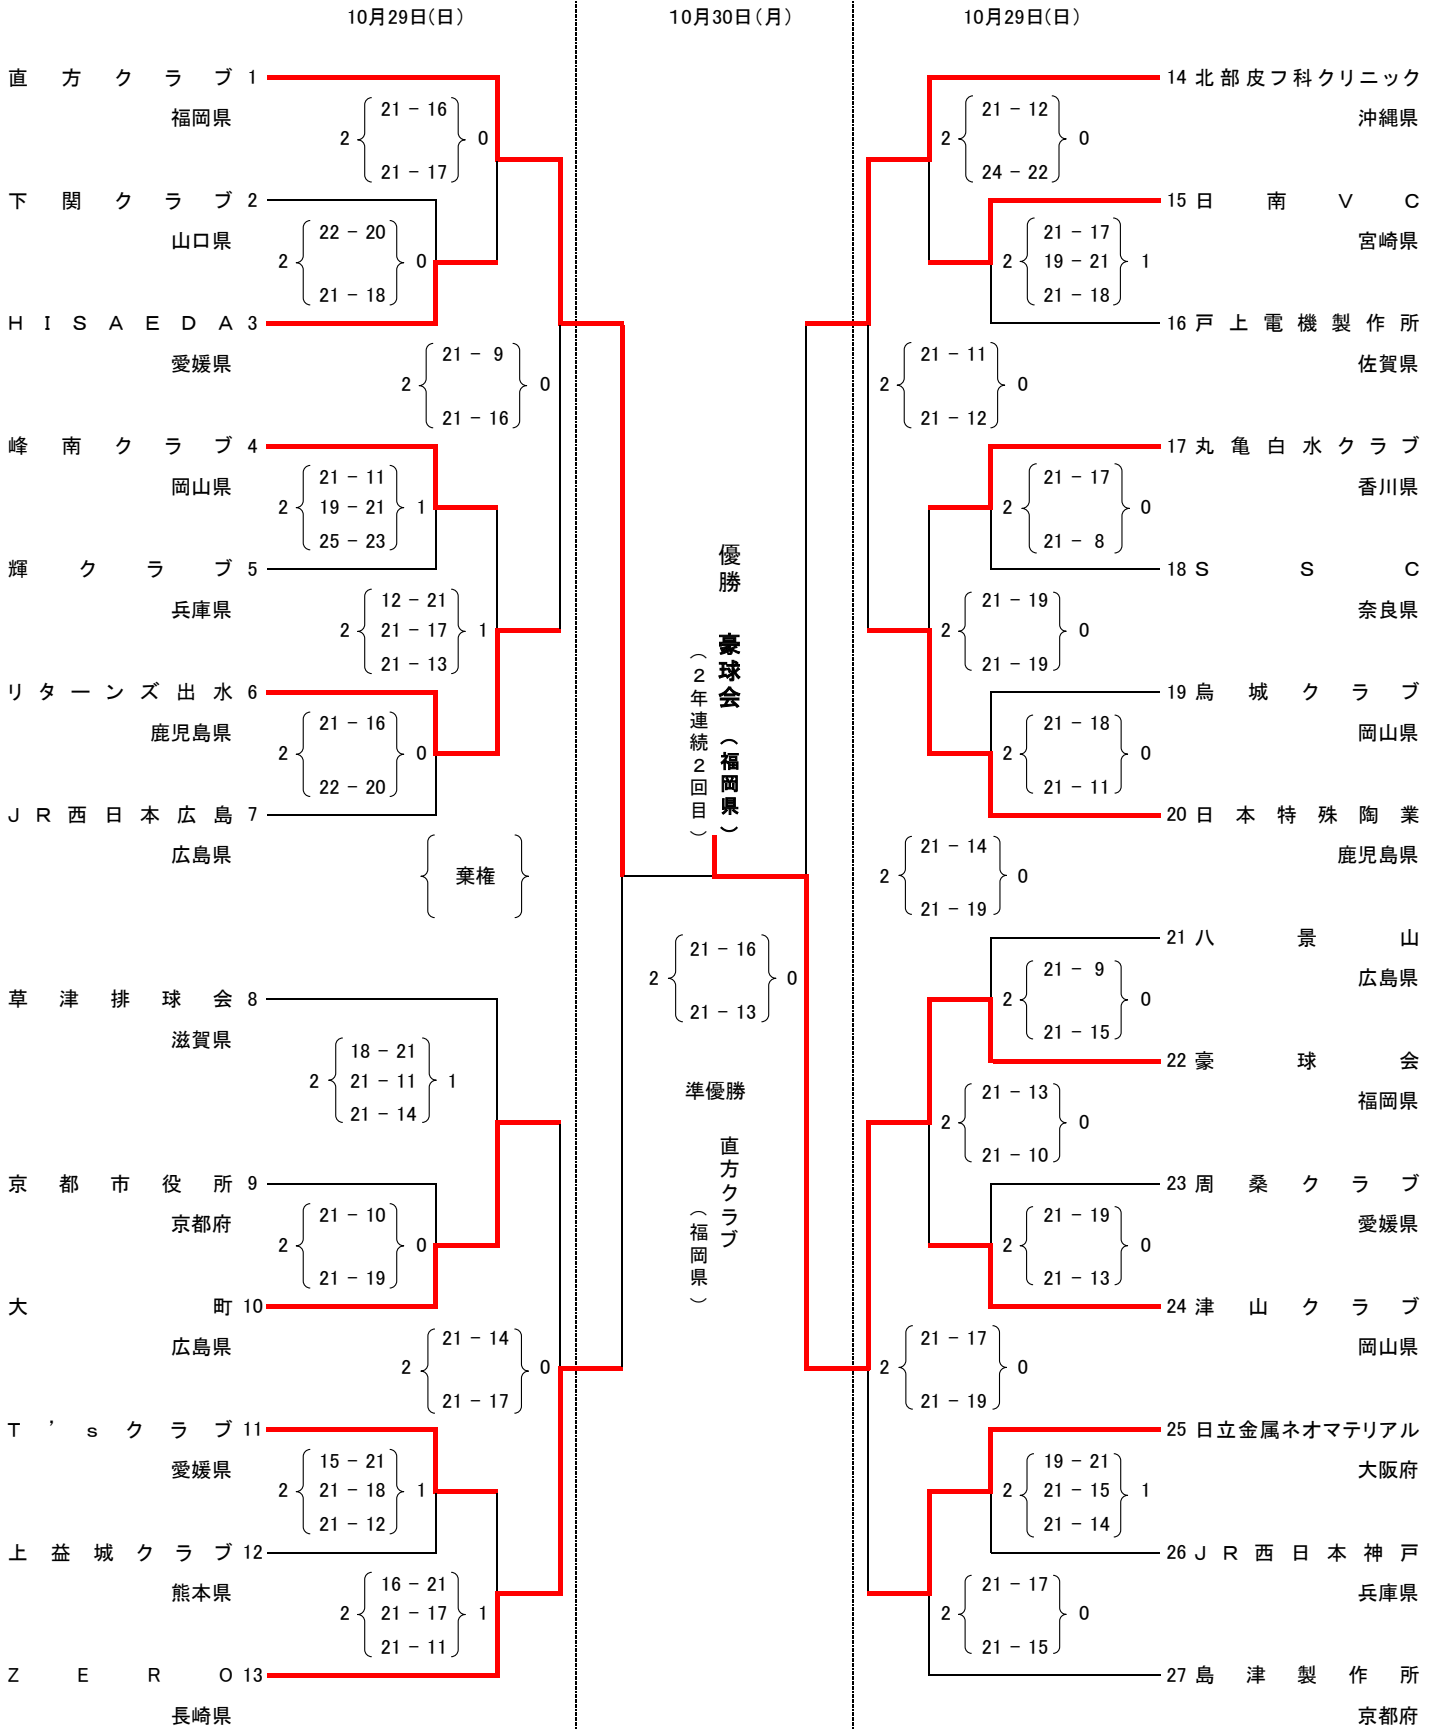 10月29日(日)
10月30日(月)
10月29日(日)
直方クラブ 1
福岡県
2 21 - 16 0
21 - 17
下関クラブ 2
山口県
2 22 - 20 0
21 - 18
HISAEDA 3
愛媛県
2 21 - 9 0
21 - 16
峰南クラブ 4
岡山県
21 - 11
2 19 - 21 1
25 - 23
輝クラブ 5
兵庫県
12 - 21
2 21 - 17 1
21 - 13
リターンズ出水 6
鹿児島県
2 21 - 16 0
22 - 20
JR西日本広島 7
広島県
棄権
草津排球会 8
滋賀県
18 - 21
2 21 - 11 1
21 - 14
京都市役所 9
京都府
2 21 - 10 0
21 - 19
大町 10
広島県
2 21 - 14 0
21 - 17
T'sクラブ 11
愛媛県
15 - 21
2 21 - 18 1
21 - 12
上益城クラブ 12
熊本県
16 - 21
2 21 - 17 1
21 - 11
ZERO 13
長崎県
優勝 豪球会(福岡県)
(2年連続2回目)
2 21 - 16 0
21 - 13
準優勝
直方クラブ
(福岡県)
14 北部皮フ科クリニック
沖縄県
2 21 - 12 0
24 - 22
15 日南VC
宮崎県
21 - 17
2 19 - 21 1
21 - 18
16 戸上電機製作所
佐賀県
2 21 - 11 0
21 - 12
17 丸亀白水クラブ
香川県
2 21 - 17 0
21 - 8
18 SSC
奈良県
2 21 - 19 0
21 - 19
19 烏城クラブ
岡山県
2 21 - 18 0
21 - 11
20 日本特殊陶業
鹿児島県
2 21 - 14 0
21 - 19
21 八景山
広島県
2 21 - 9 0
21 - 15
22 豪球会
福岡県
2 21 - 13 0
21 - 10
23 周桑クラブ
愛媛県
2 21 - 19 0
21 - 13
24 津山クラブ
岡山県
2 21 - 17 0
21 - 19
25 日立金属ネオマテリアル
大阪府
19 - 21
2 21 - 15 1
21 - 14
26 JR西日本神戸
兵庫県
2 21 - 17 0
21 - 15
27 島津製作所
京都府